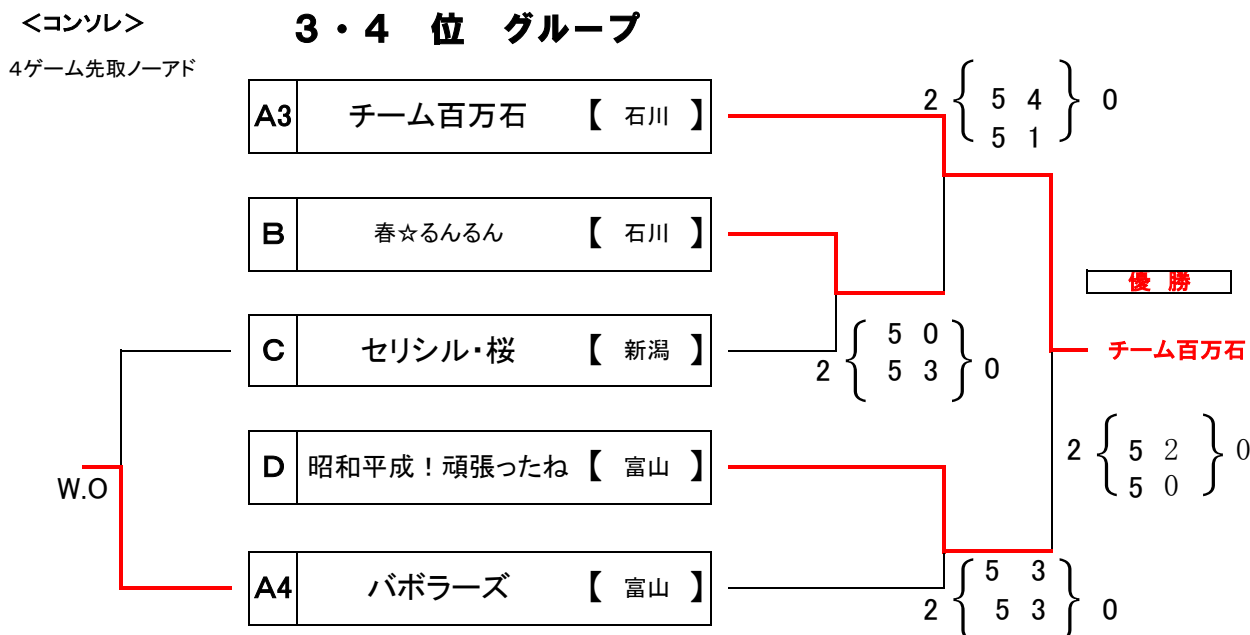 ＜コンソレ＞
３・４　位　グループ
4ゲーム先取ノーアド
A3 チーム百万石 【 石川 】
2 { 5 4 } 0
5 1
B 春☆るんるん 【 石川 】
優 勝
C セリシル・桜 【 新潟 】
2 { 5 0 } 0
5 3
チーム百万石
D 昭和平成！頑張ったね 【 富山 】
2 { 5 2 } 0
5 0
W.O
A4 バボラーズ 【 富山 】
5 3
2 { 5 3 } 0